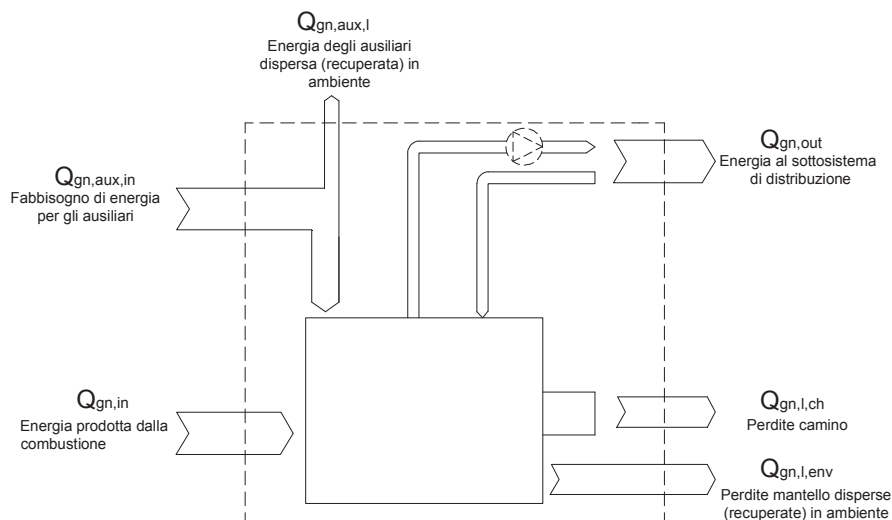 Qgn,aux,l
Energia degli ausiliari
dispersa (recuperata) in
ambiente
Qgn,out
Energia al sottosistema
di distribuzione
Qgn,aux,in
Fabbisogno di energia
per gli ausiliari
Qgn,in
Energia prodotta dalla
combustione
Qgn,l,ch
Perdite camino
Qgn,l,env
Perdite mantello disperse
(recuperate) in ambiente